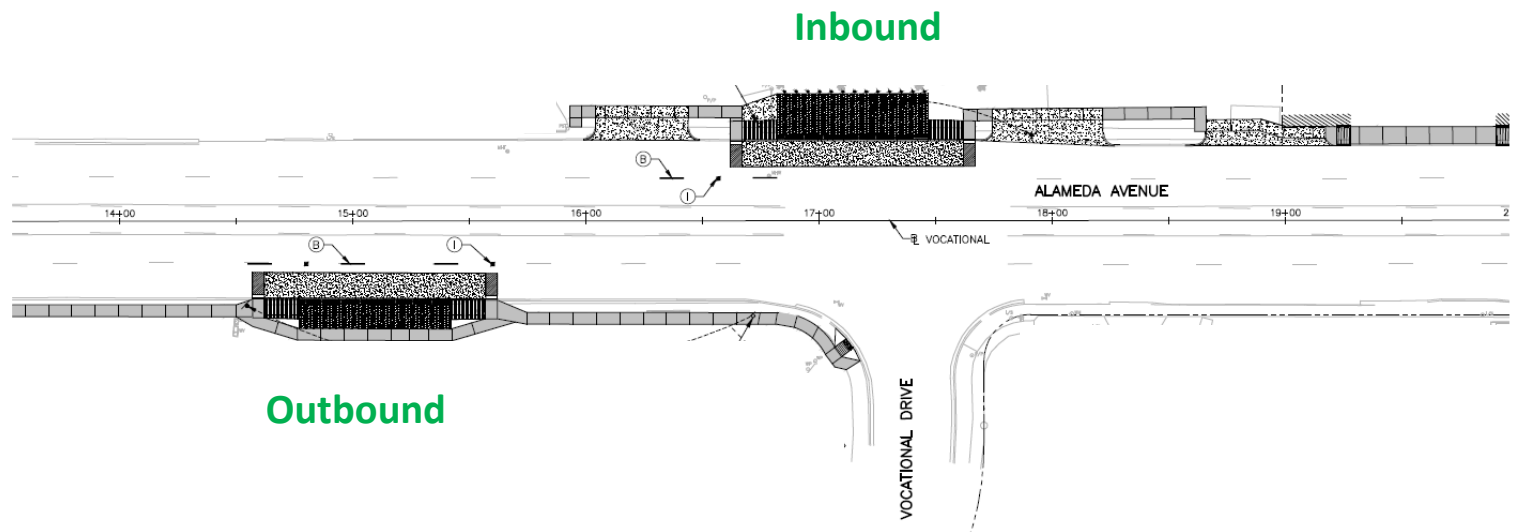 Inbound
B
I
ALAMEDA AVENUE
14+00
15+00
16+00
17+00
18+00
19+00
2
VOCATIONAL
B
I
Outbound
VOCATIONAL DRIVE